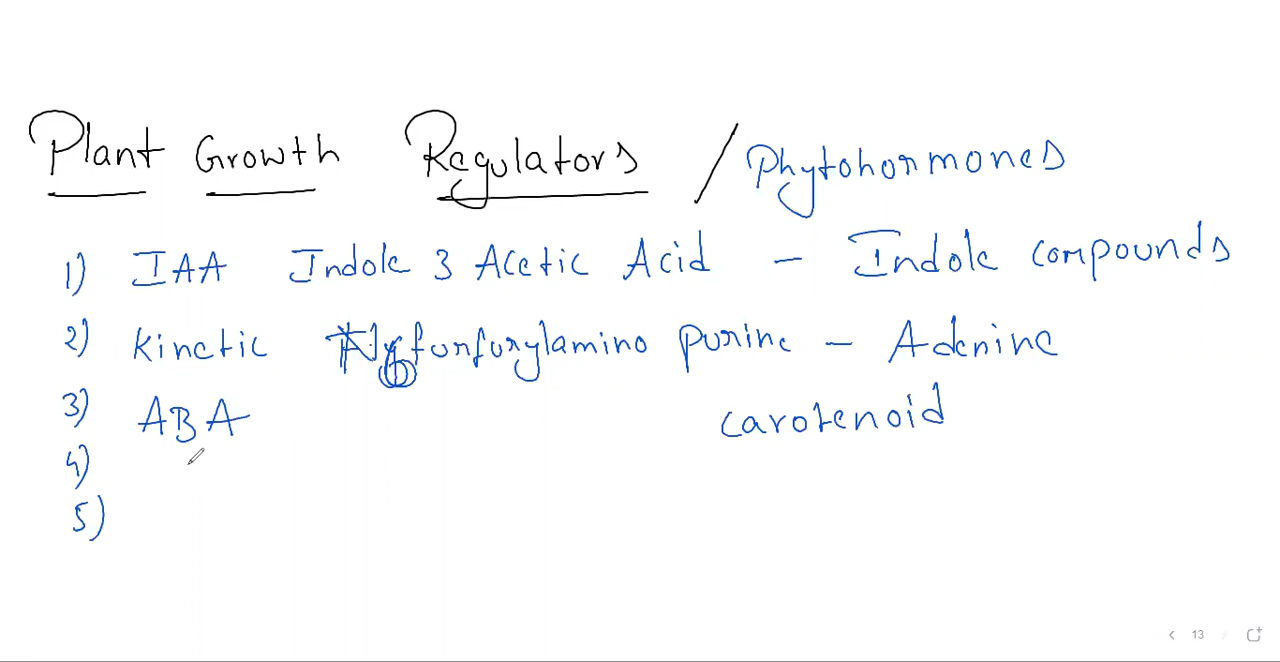 Plant Growth Regulators / Phytohormones
1) IAA Indole 3 Acetic Acid - Indole compounds
2) Kinetic N6 furfurylamino purine - Adenine
3) ABA carotenoid
4)
5)
13